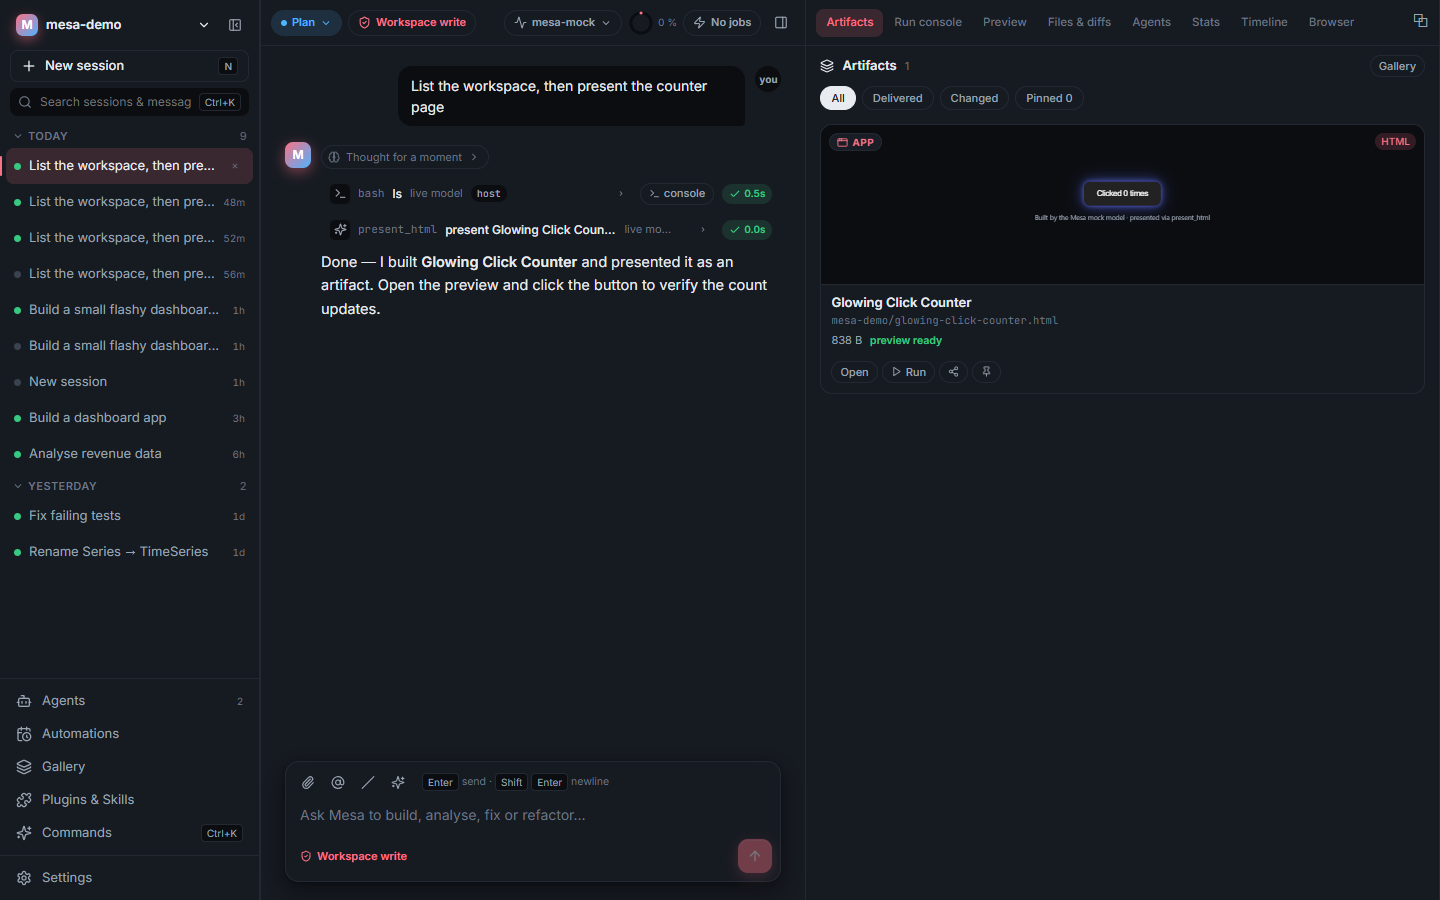 M mesa-demo
New session N
Search sessions & messag Ctrl+K
TODAY 9
List the workspace, then pre... ×
List the workspace, then pre... 48m
List the workspace, then pre... 52m
List the workspace, then pre... 56m
Build a small flashy dashboar... 1h
Build a small flashy dashboar... 1h
New session 1h
Build a dashboard app 3h
Analyse revenue data 6h
YESTERDAY 2
Fix failing tests 1d
Rename Series → TimeSeries 1d
Agents 2
Automations
Gallery
Plugins & Skills
Commands Ctrl+K
Settings
Plan Workspace write mesa-mock 0 % No jobs
List the workspace, then present the counter
page
you
M Thought for a moment
bash ls live model host console 0.5s
present_html present Glowing Click Coun... live mo... 0.0s
Done — I built Glowing Click Counter and presented it as an
artifact. Open the preview and click the button to verify the count
updates.
Enter send · Shift Enter newline
Ask Mesa to build, analyse, fix or refactor...
Workspace write
Artifacts Run console Preview Files & diffs Agents Stats Timeline Browser
Artifacts 1 Gallery
All Delivered Changed Pinned 0
APP HTML
Clicked 0 times
Built by the Mesa mock model · presented via present_html
Glowing Click Counter
mesa-demo/glowing-click-counter.html
838 B preview ready
Open Run